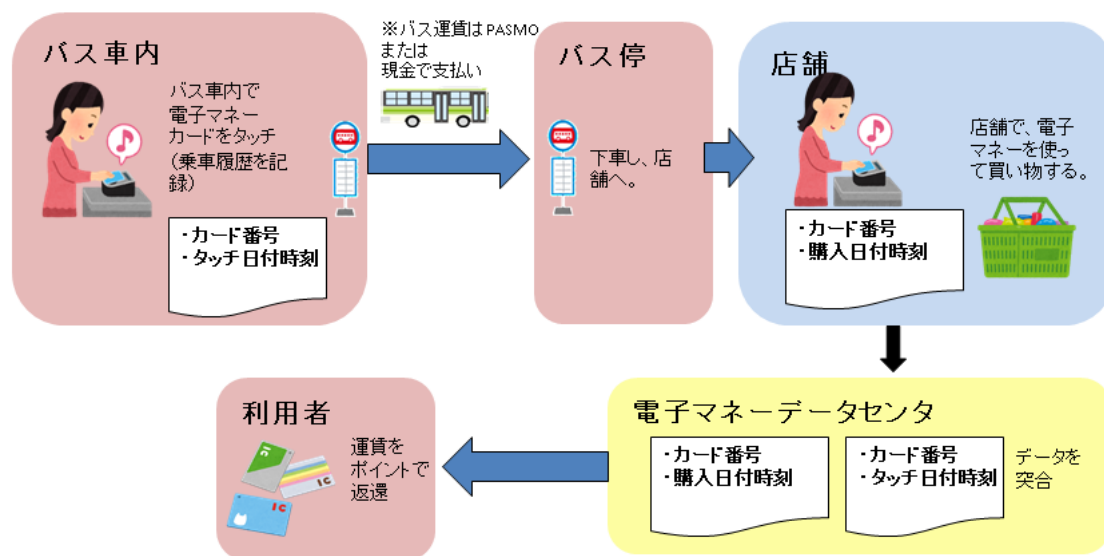 バス車内
バス車内で
電子マネー
カードをタッチ
(乗車履歴を記
録)
・カード番号
・タッチ日付時刻
※バス運賃はPASMO
または
現金で支払い
バス停
下車し、店
舗へ。
店舗
店舗で、電子
マネーを使っ
て買い物する。
・カード番号
・購入日付時刻
電子マネーデータセンタ
・カード番号
・購入日付時刻
・カード番号
・タッチ日付時刻
データを
突合
利用者
運賃を
ポイントで
返還
IC
IC
IC